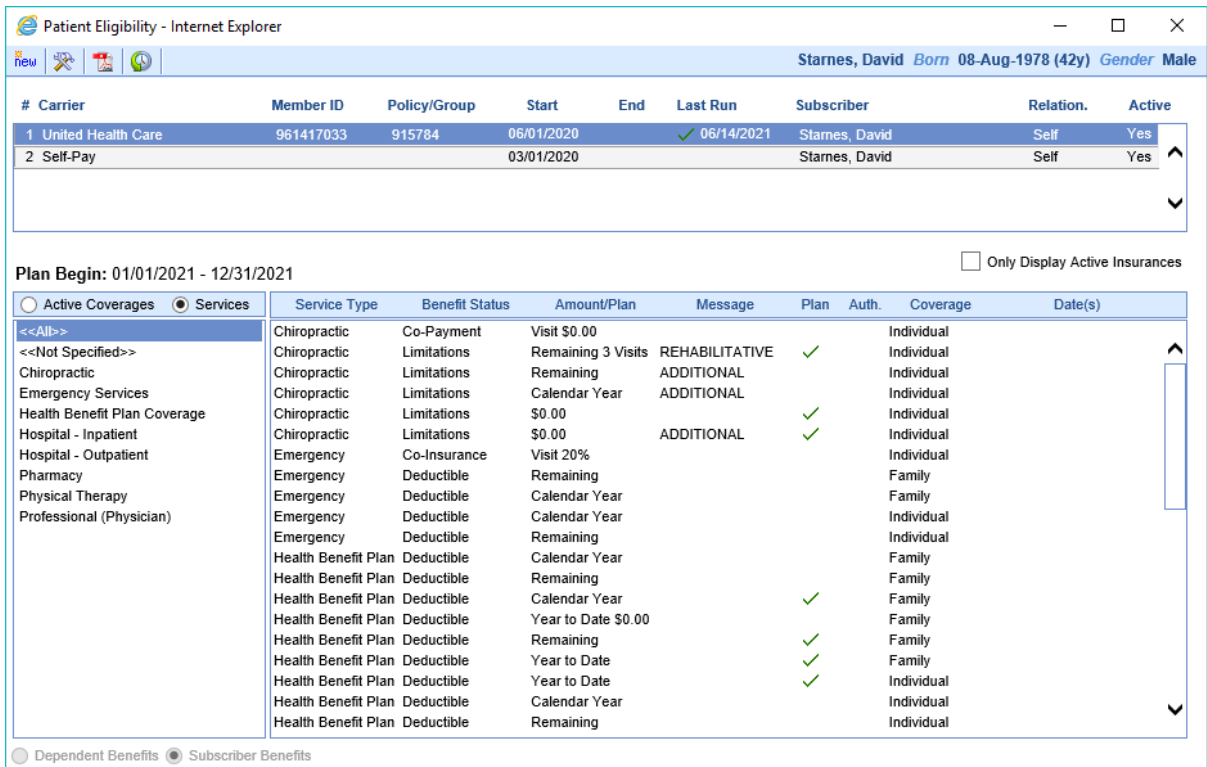 Patient Eligibility - Internet Explorer
new Starnes, David Born 08-Aug-1978 (42y) Gender Male
# Carrier Member ID Policy/Group Start End Last Run Subscriber Relation. Active
1 United Health Care 961417033 915784 06/01/2020 06/14/2021 Starnes, David Self Yes
2 Self-Pay 03/01/2020 Starnes, David Self Yes
Only Display Active Insurances
Plan Begin: 01/01/2021 - 12/31/2021
Active Coverages Services Service Type Benefit Status Amount/Plan Message Plan Auth. Coverage Date(s)
<<All>> Chiropractic Co-Payment Visit $0.00 Individual
<<Not Specified>> Chiropractic Limitations Remaining 3 Visits REHABILITATIVE Individual
Chiropractic Chiropractic Limitations Remaining ADDITIONAL Individual
Emergency Services Chiropractic Limitations Calendar Year ADDITIONAL Individual
Health Benefit Plan Coverage Chiropractic Limitations $0.00 Individual
Hospital - Inpatient Chiropractic Limitations $0.00 ADDITIONAL Individual
Hospital - Outpatient Emergency Co-Insurance Visit 20% Individual
Pharmacy Emergency Deductible Remaining Family
Physical Therapy Emergency Deductible Calendar Year Family
Professional (Physician) Emergency Deductible Calendar Year Individual
Emergency Deductible Remaining Individual
Health Benefit Plan Deductible Calendar Year Family
Health Benefit Plan Deductible Remaining Family
Health Benefit Plan Deductible Calendar Year Family
Health Benefit Plan Deductible Year to Date $0.00 Family
Health Benefit Plan Deductible Remaining Family
Health Benefit Plan Deductible Year to Date Family
Health Benefit Plan Deductible Year to Date Individual
Health Benefit Plan Deductible Calendar Year Individual
Health Benefit Plan Deductible Remaining Individual
Dependent Benefits Subscriber Benefits